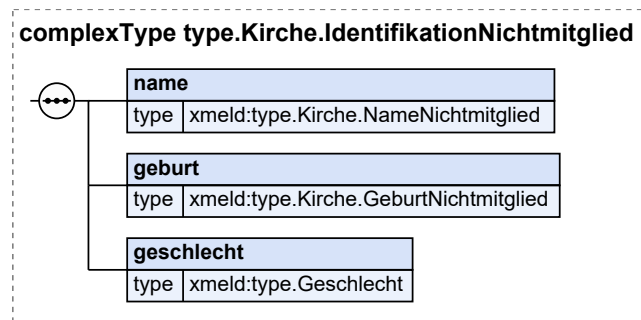 complexType type.Kirche.IdentifikationNichtmitglied
name
type xmeld:type.Kirche.NameNichtmitglied
geburt
type xmeld:type.Kirche.GeburtNichtmitglied
geschlecht
type xmeld:type.Geschlecht